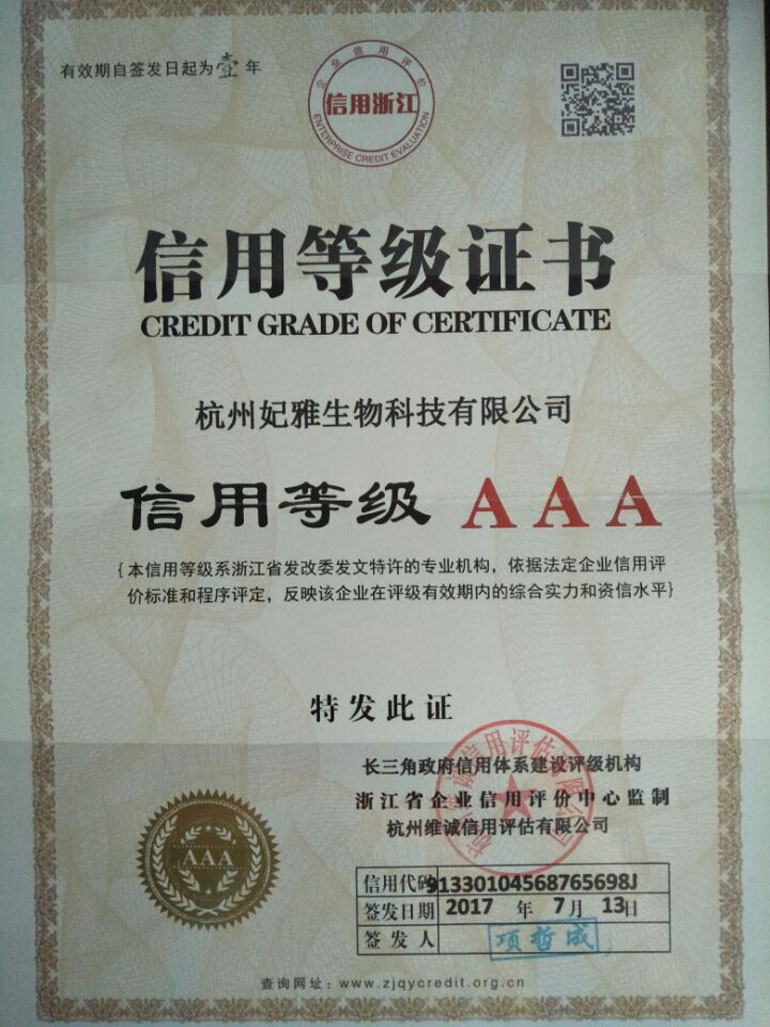 有效期自签发日起为壹年
企业信用评价
信用浙江
ENTERPRISE CREDIT EVALUATION
信用等级证书
CREDIT GRADE OF CERTIFICATE
杭州妃雅生物科技有限公司
信用等级 AAA
{本信用等级系浙江省发改委发文特许的专业机构，依据法定企业信用评
价标准和程序评定，反映该企业在评级有效期内的综合实力和资信水平}
特发此证
长三角政府信用体系建设评级机构
浙江省企业信用评价中心监制
杭州维诚信用评估有限公司
AAA
信用代码 91330104568765698J
签发日期 2017 年 7月 13日
签发人 项哲成
查询网址：www.zjqycredit.org.cn